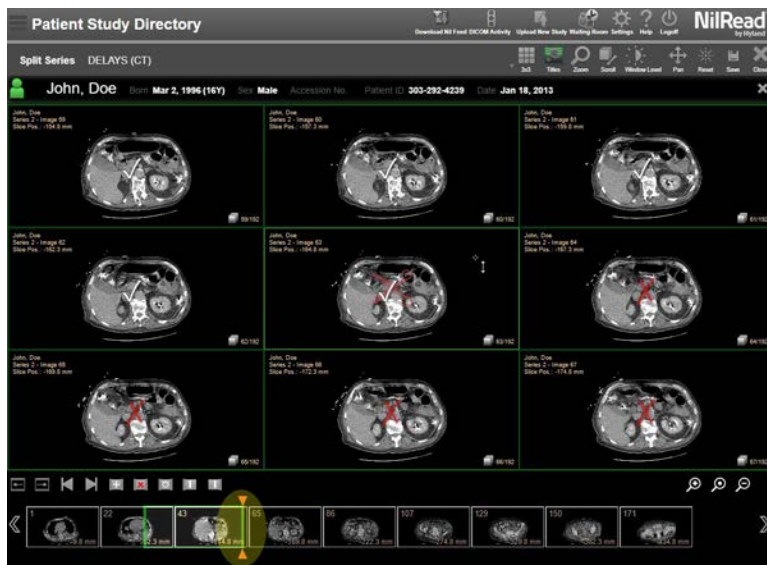 Patient Study Directory
Download Nil Feed DICOM Activity Upload New Study Waiting Room Settings Help Logoff
NilRead
by Hyland
Split Series DELAYS (CT)
3x3 Titles Zoom Scroll Window Level Pan Reset Save Close
John, Doe Born Mar 2, 1996 (16Y) Sex Male Accession No. Patient ID 303-292-4239 Date Jan 18, 2013
John, Doe
Series 2 - Image 59
Slice Pos.: -154.8 mm
59/192
John, Doe
Series 2 - Image 60
Slice Pos.: -157.3 mm
60/192
John, Doe
Series 2 - Image 61
Slice Pos.: -159.8 mm
61/192
John, Doe
Series 2 - Image 62
Slice Pos.: -162.3 mm
62/192
John, Doe
Series 2 - Image 63
Slice Pos.: -164.8 mm
63/192
John, Doe
Series 2 - Image 64
Slice Pos.: -167.3 mm
64/192
John, Doe
Series 2 - Image 65
Slice Pos.: -169.8 mm
65/192
John, Doe
Series 2 - Image 66
Slice Pos.: -172.3 mm
66/192
John, Doe
Series 2 - Image 67
Slice Pos.: -174.8 mm
67/192
1 22 43 65 86 107 129 150 171